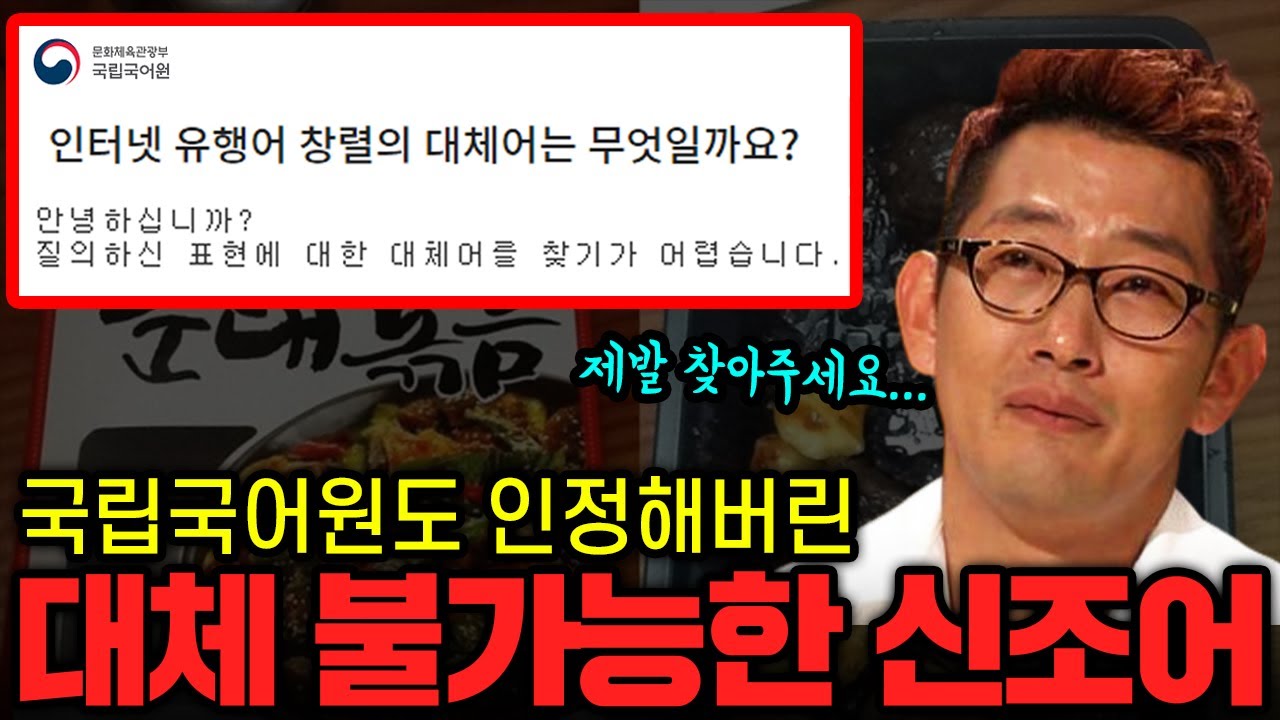 문화체육관광부
국립국어원
인터넷 유행어 창렬의 대체어는 무엇일까요?
안녕하십니까?
질의하신 표현에 대한 대체어를 찾기가 어렵습니다.
순대볶음
제발 찾아주세요...
국립국어원도 인정해버린
대체 불가능한 신조어